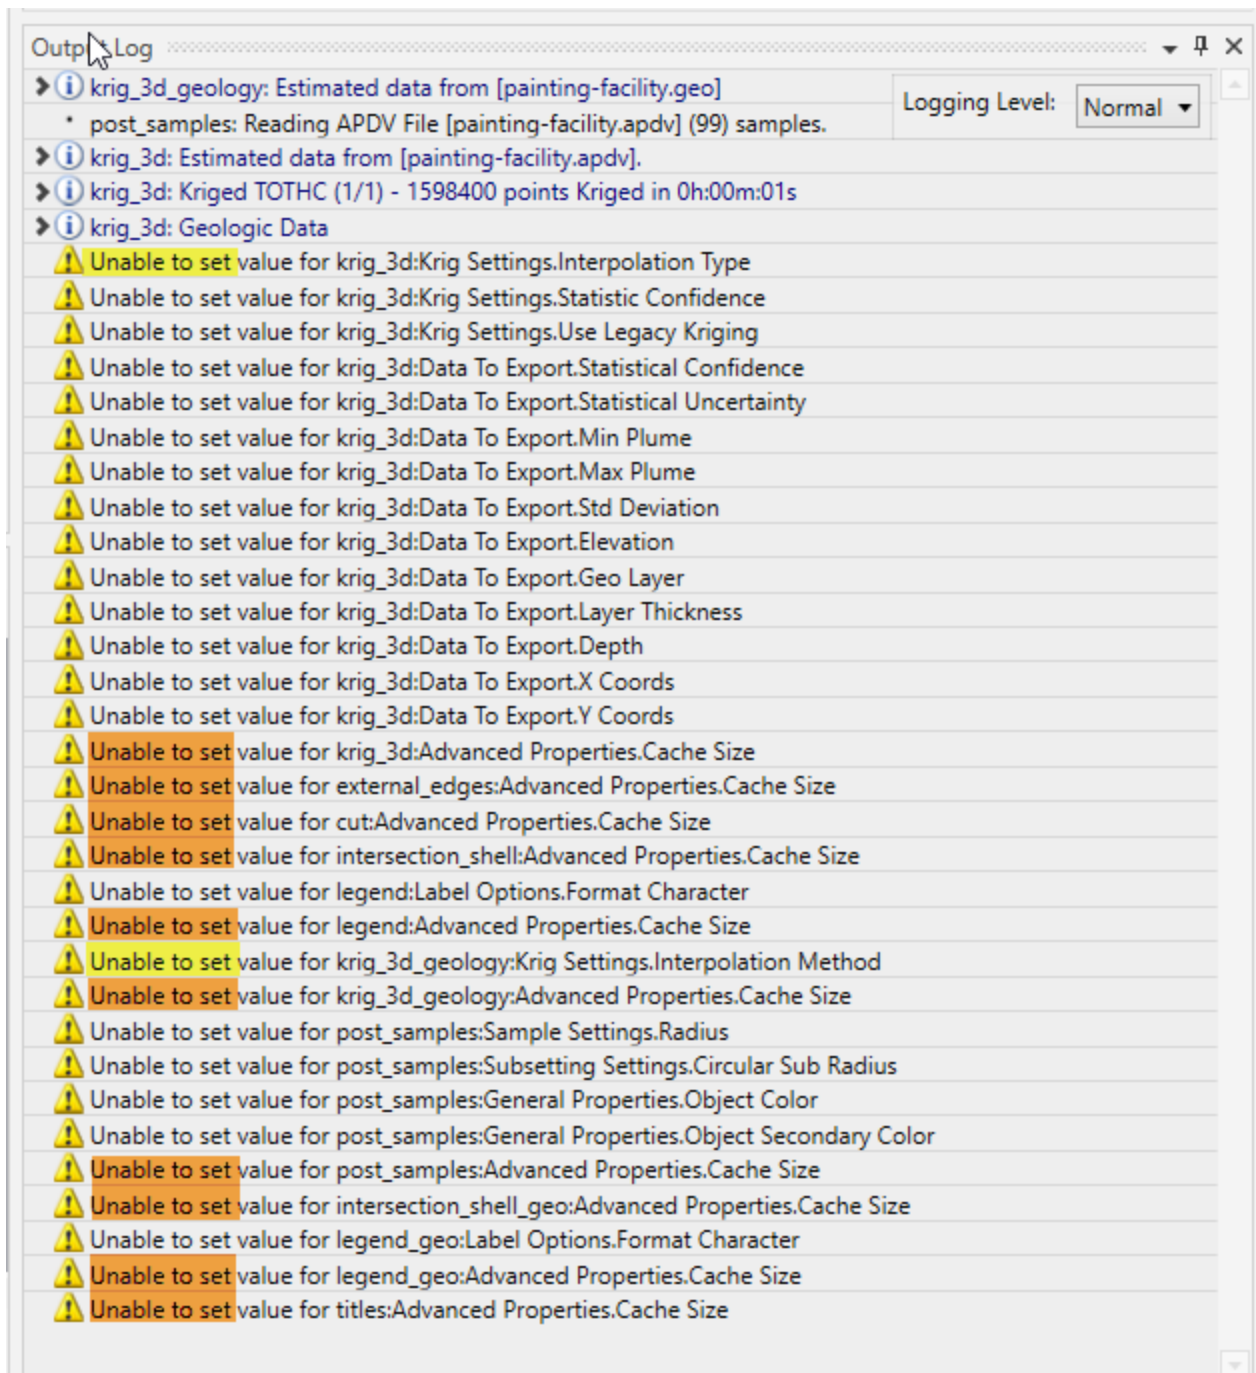 Output Log
krig_3d_geology: Estimated data from [painting-facility.geo]
Logging Level: Normal
post_samples: Reading APDV File [painting-facility.apdv] (99) samples.
krig_3d: Estimated data from [painting-facility.apdv].
krig_3d: Kriged TOTHC (1/1) - 1598400 points Kriged in 0h:00m:01s
krig_3d: Geologic Data
Unable to set value for krig_3d:Krig Settings.Interpolation Type
Unable to set value for krig_3d:Krig Settings.Statistic Confidence
Unable to set value for krig_3d:Krig Settings.Use Legacy Kriging
Unable to set value for krig_3d:Data To Export.Statistical Confidence
Unable to set value for krig_3d:Data To Export.Statistical Uncertainty
Unable to set value for krig_3d:Data To Export.Min Plume
Unable to set value for krig_3d:Data To Export.Max Plume
Unable to set value for krig_3d:Data To Export.Std Deviation
Unable to set value for krig_3d:Data To Export.Elevation
Unable to set value for krig_3d:Data To Export.Geo Layer
Unable to set value for krig_3d:Data To Export.Layer Thickness
Unable to set value for krig_3d:Data To Export.Depth
Unable to set value for krig_3d:Data To Export.X Coords
Unable to set value for krig_3d:Data To Export.Y Coords
Unable to set value for krig_3d:Advanced Properties.Cache Size
Unable to set value for external_edges:Advanced Properties.Cache Size
Unable to set value for cut:Advanced Properties.Cache Size
Unable to set value for intersection_shell:Advanced Properties.Cache Size
Unable to set value for legend:Label Options.Format Character
Unable to set value for legend:Advanced Properties.Cache Size
Unable to set value for krig_3d_geology:Krig Settings.Interpolation Method
Unable to set value for krig_3d_geology:Advanced Properties.Cache Size
Unable to set value for post_samples:Sample Settings.Radius
Unable to set value for post_samples:Subsetting Settings.Circular Sub Radius
Unable to set value for post_samples:General Properties.Object Color
Unable to set value for post_samples:General Properties.Object Secondary Color
Unable to set value for post_samples:Advanced Properties.Cache Size
Unable to set value for intersection_shell_geo:Advanced Properties.Cache Size
Unable to set value for legend_geo:Label Options.Format Character
Unable to set value for legend_geo:Advanced Properties.Cache Size
Unable to set value for titles:Advanced Properties.Cache Size